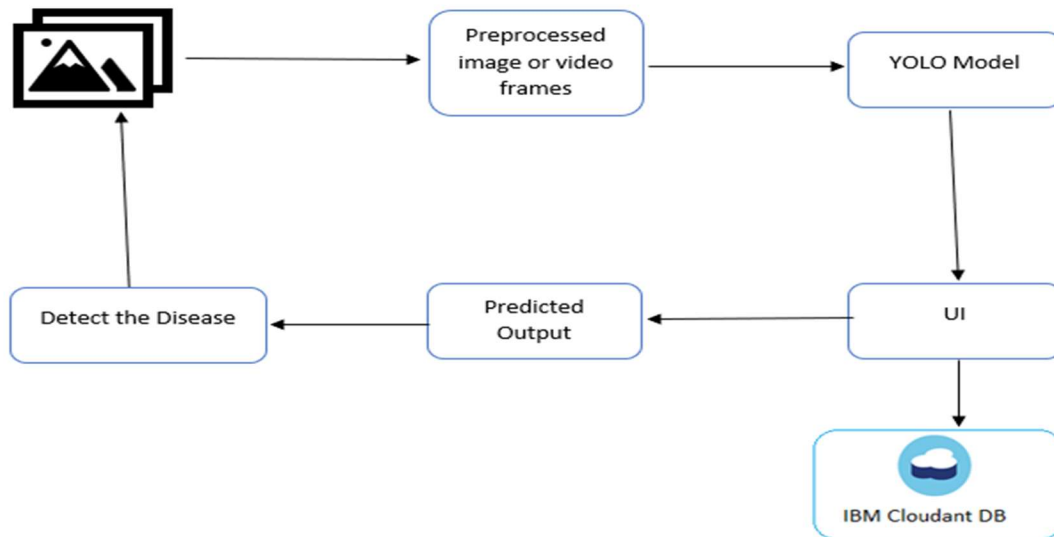 Preprocessed
image or video
frames
YOLO Model
Detect the Disease
Predicted
Output
UI
IBM Cloudant DB